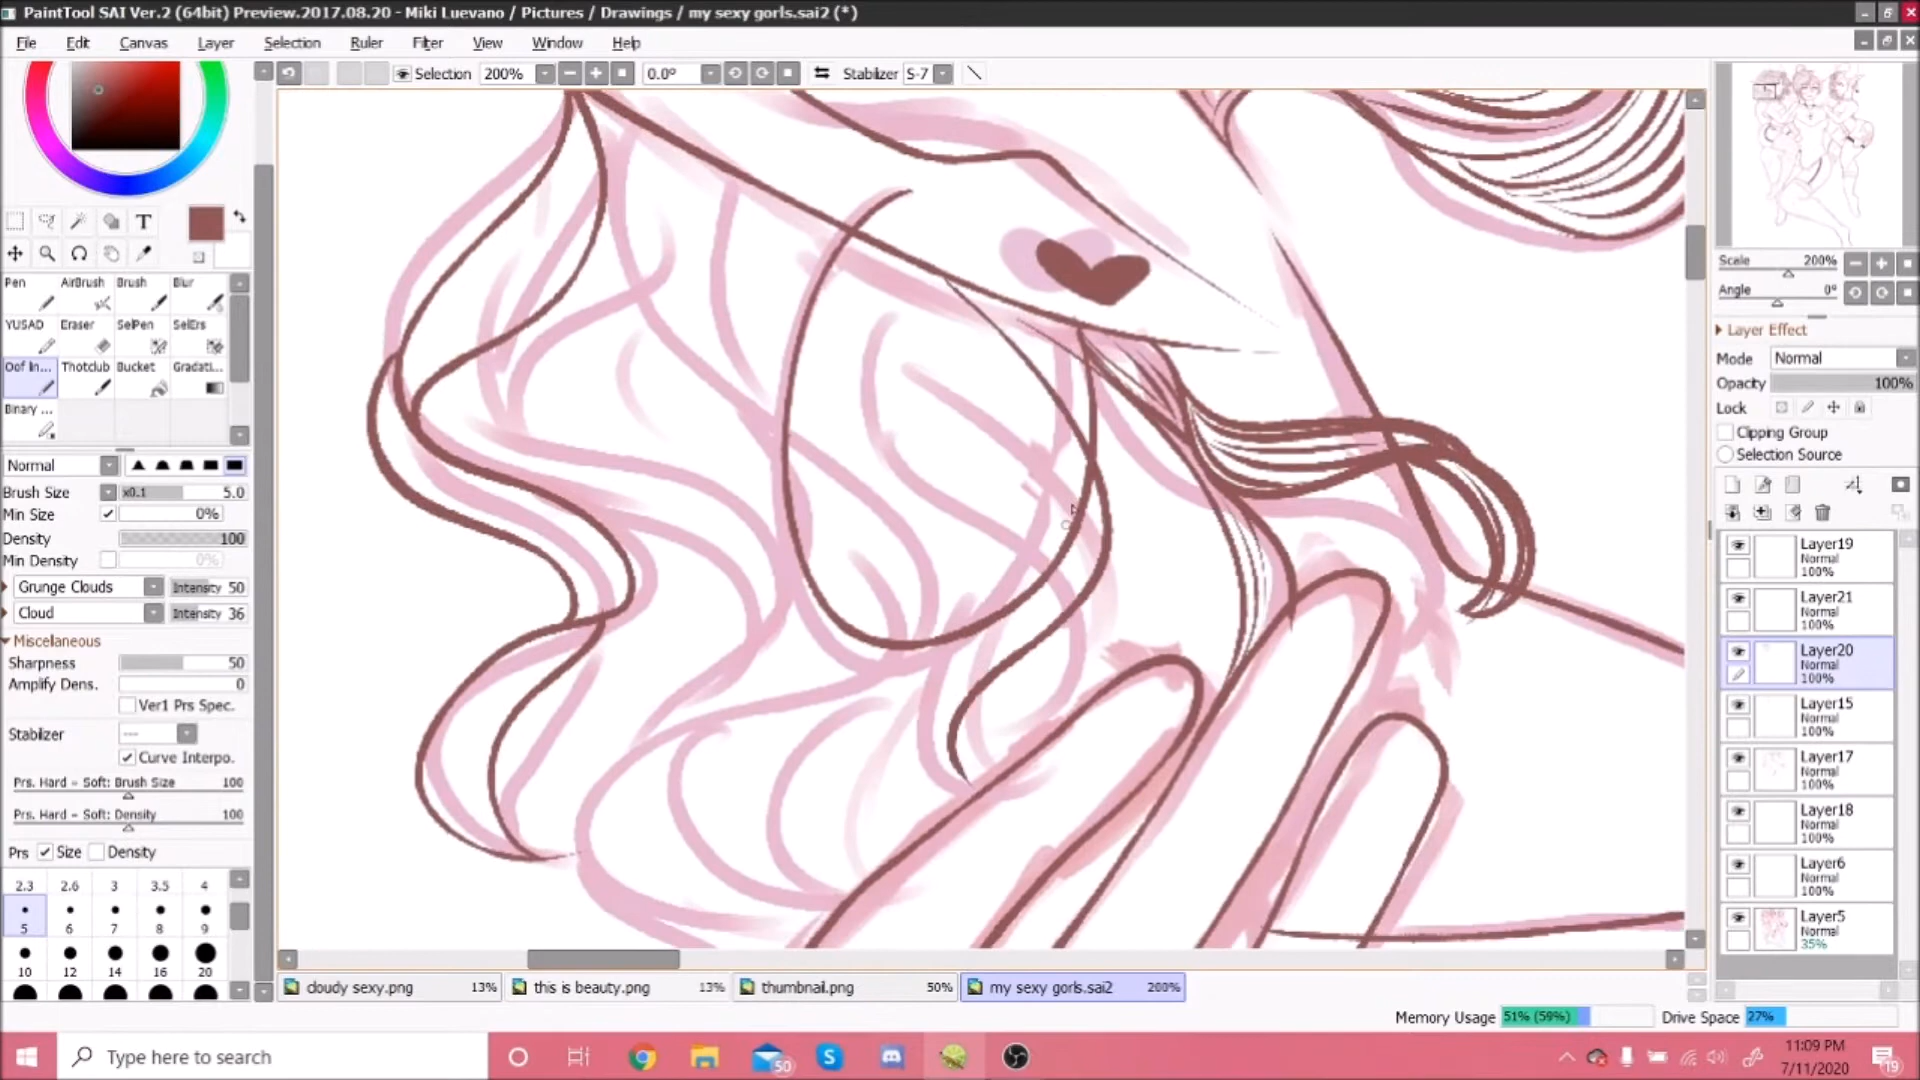 PaintTool SAI Ver.2 (64bit) Preview.2017.08.20 - Miki Luevano / Pictures / Drawings / my sexy gorls.sai2 (*)
File Edit Canvas Layer Selection Ruler Filter View Window Help
Selection 200% 0.0° Stabilizer S-7
T
Pen AirBrush Brush Blur
YUSAD Eraser SelPen SelErs
Oof In... Thotclub Bucket Gradati...
Binary ...
Normal
Brush Size x0.1 5.0
Min Size 0%
Density 100
Min Density 0%
Grunge Clouds Intensity 50
Cloud Intensity 36
Miscellaneous
Sharpness 50
Amplify Dens. 0
Ver1 Prs Spec.
Stabilizer ---
Curve Interpo.
Prs. Hard - Soft: Brush Size 100
Prs. Hard - Soft: Density 100
Prs Size Density
2.3 2.6 3 3.5 4
5 6 7 8 9
10 12 14 16 20
Scale 200%
Angle 0°
Layer Effect
Mode Normal
Opacity 100%
Lock
Clipping Group
Selection Source
Layer19
Normal
100%
Layer21
Normal
100%
Layer20
Normal
100%
Layer15
Normal
100%
Layer17
Normal
100%
Layer18
Normal
100%
Layer6
Normal
100%
Layer5
Normal
35%
cloudy sexy.png 13% this is beauty.png 13% thumbnail.png 50% my sexy gorls.sai2 200%
Memory Usage 51% (59%) Drive Space 27%
Type here to search
50
11:09 PM
7/11/2020
19